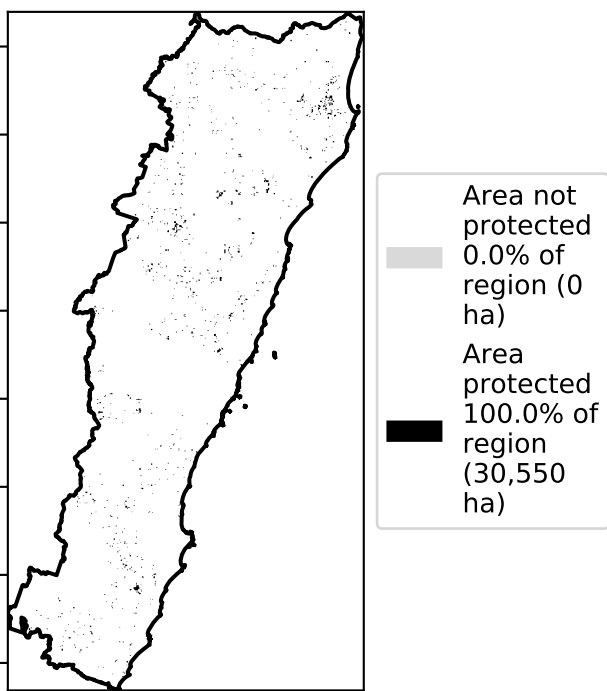 Area not
protected
0.0% of
region (0
ha)
Area
protected
100.0% of
region
(30,550
ha)